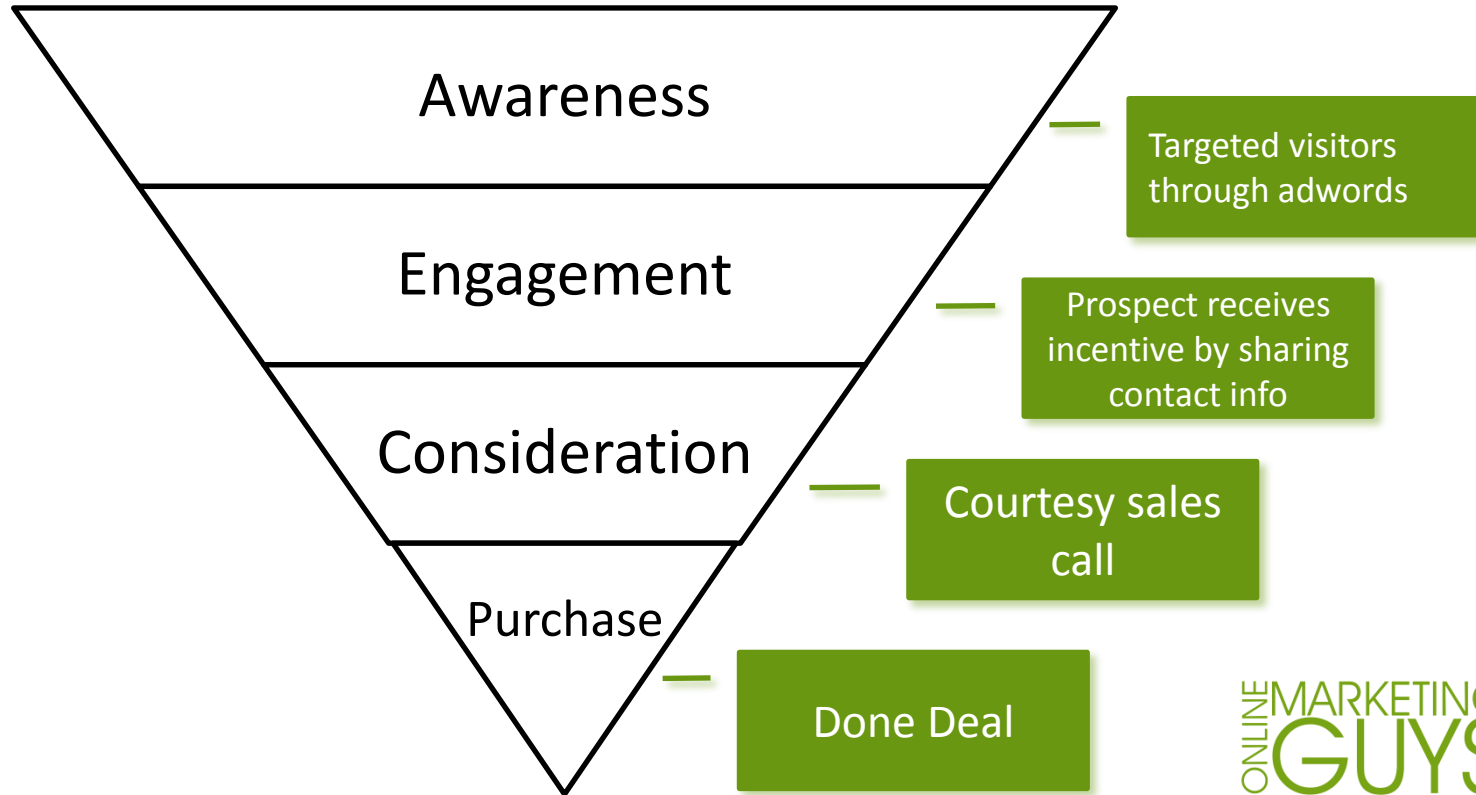 Awareness
Targeted visitors
through adwords
Engagement
Prospect receives
incentive by sharing
contact info
Consideration
Courtesy sales
call
Purchase
Done Deal
ONLINE
MARKETING
GUYS